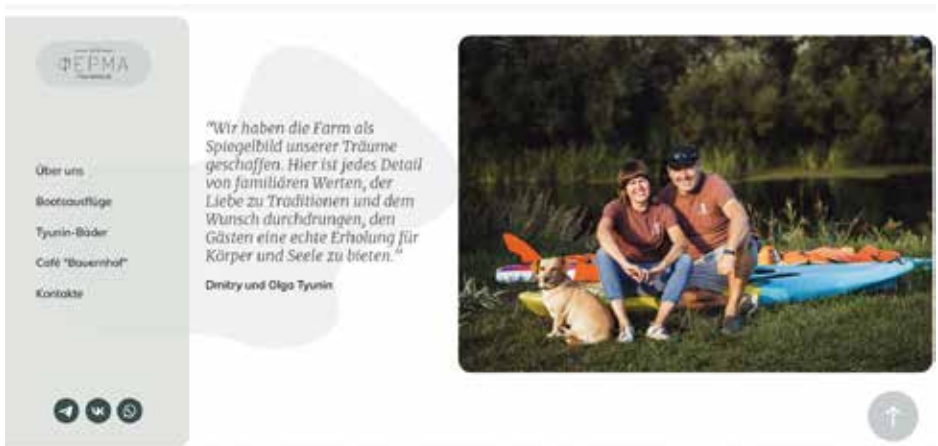 ФЕРМА
Über uns
Bootsausflüge
Tyunin-Bäder
Café "Bauernhof"
Kontakte
"Wir haben die Farm als
Spiegelbild unserer Träume
geschaffen. Hier ist jedes Detail
von familiären Werten, der
Liebe zu Traditionen und dem
Wunsch durchdrungen, den
Gästen eine echte Erholung für
Körper und Seele zu bieten."
Dmitry und Olga Tyunin